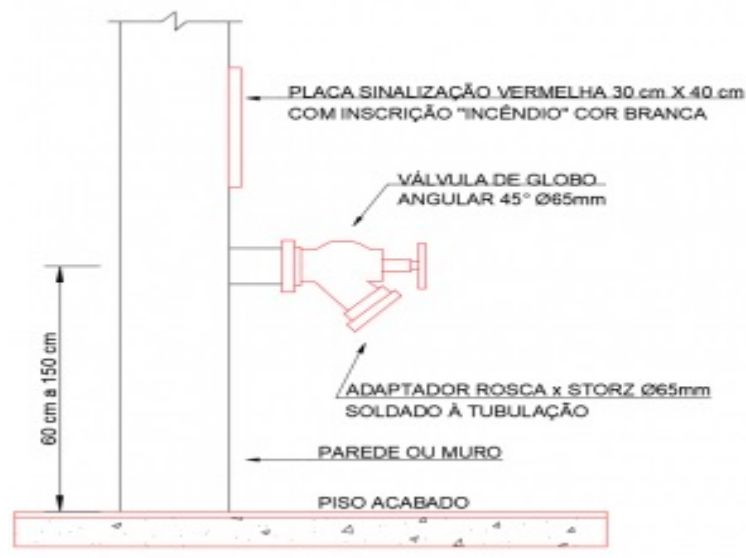 PLACA SINALIZAÇÃO VERMELHA 30 cm X 40 cm
COM INSCRIÇÃO "INCÊNDIO" COR BRANCA
VÁLVULA DE GLOBO
ANGULAR 45° Ø65mm
60 cm a 150 cm
ADAPTADOR ROSCA x STORZ Ø65mm
SOLDADO À TUBULAÇÃO
PAREDE OU MURO
PISO ACABADO